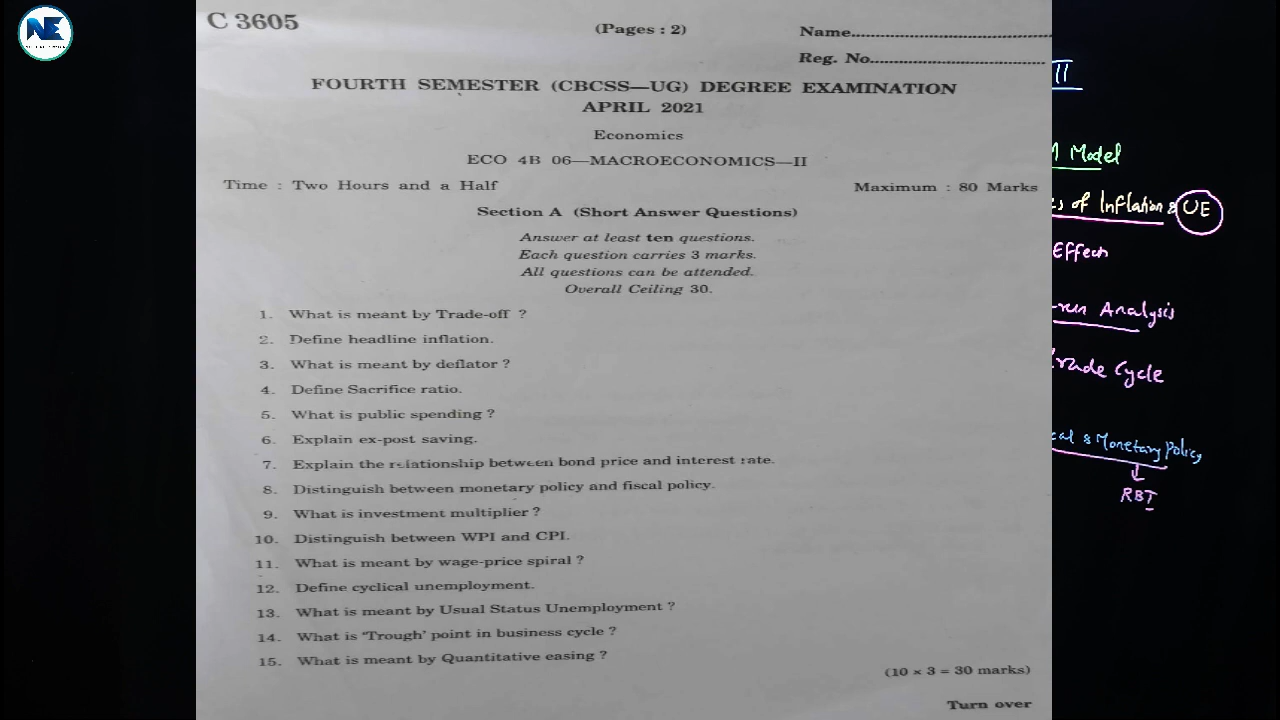 NE
C 3605
(Pages : 2)
Name
Reg. No
FOURTH SEMESTER (CBCSS—UG) DEGREE EXAMINATION
APRIL 2021
Economics
ECO 4B 06—MACROECONOMICS—II
Time : Two Hours and a Half
Maximum : 80 Marks
Section A (Short Answer Questions)
Answer at least ten questions.
Each question carries 3 marks.
All questions can be attended.
Overall Ceiling 30.
1. What is meant by Trade-off ?
2. Define headline inflation.
3. What is meant by deflator ?
4. Define Sacrifice ratio.
5. What is public spending ?
6. Explain ex-post saving.
7. Explain the relationship between bond price and interest rate.
8. Distinguish between monetary policy and fiscal policy.
9. What is investment multiplier ?
10. Distinguish between WPI and CPI.
11. What is meant by wage-price spiral ?
12. Define cyclical unemployment.
13. What is meant by Usual Status Unemployment ?
14. What is 'Trough' point in business cycle ?
15. What is meant by Quantitative easing ?
(10 × 3 = 30 marks)
Turn over
II
Model
of Inflation & UE
Effect
Analysis
Cycle
& Monetary Policy
RBI